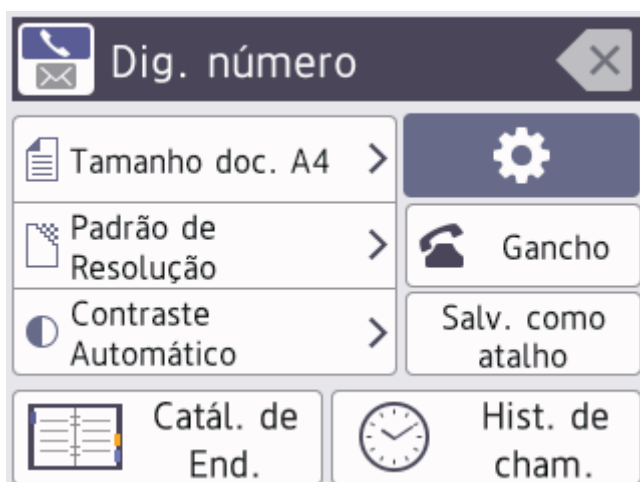 Dig. número
Tamanho doc. A4
Padrão de
Resolução
Contraste
Automático
Gancho
Salv. como
atalho
Catál. de
End.
Hist. de
cham.